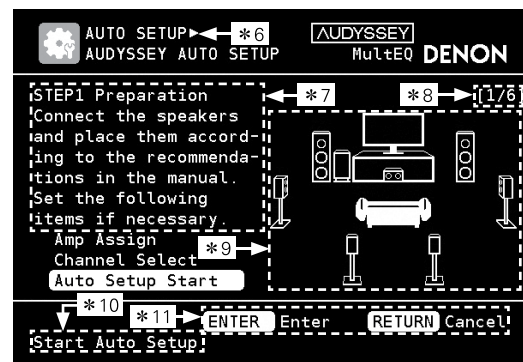 AUTO SETUP▸ *6 AUDYSSEY
AUDYSSEY AUTO SETUP MultEQ DENON
STEP1 Preparation *7 *8 [1/6]
Connect the speakers
and place them accord-
ing to the recommenda-
tions in the manual.
Set the following
items if necessary.
Amp Assign
Channel Select *9
Auto Setup Start
*10 *11 ENTER Enter RETURN Cancel
Start Auto Setup